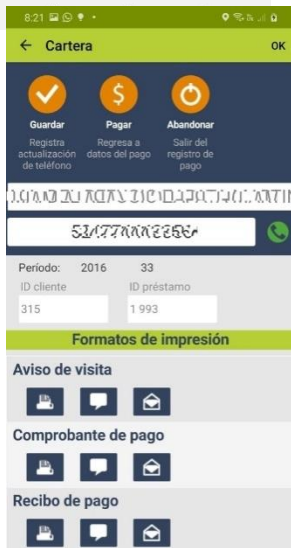 8:21
← Cartera OK
Guardar Pagar Abandonar
Registra actualización de teléfono
Regresa a datos del pago
Salir del registro de pago
Período: 2016 33
ID cliente ID préstamo
315 1 993
Formatos de impresión
Aviso de visita
Comprobante de pago
Recibo de pago